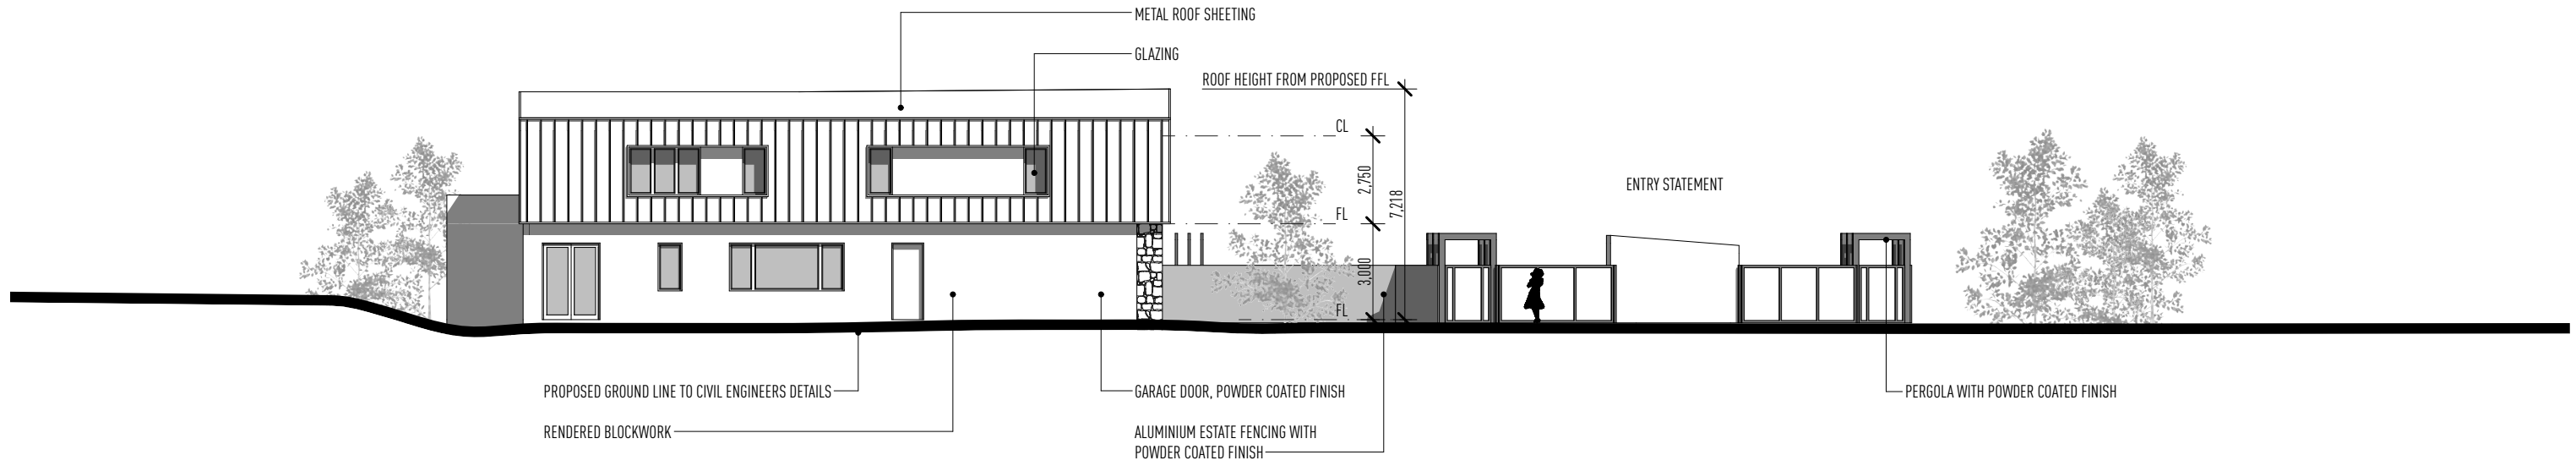 METAL ROOF SHEETING
GLAZING
ROOF HEIGHT FROM PROPOSED FFL
CL
2,750
7,218
ENTRY STATEMENT
FL
3,000
FL
PROPOSED GROUND LINE TO CIVIL ENGINEERS DETAILS
GARAGE DOOR, POWDER COATED FINISH
PERGOLA WITH POWDER COATED FINISH
RENDERED BLOCKWORK
ALUMINIUM ESTATE FENCING WITH
POWDER COATED FINISH